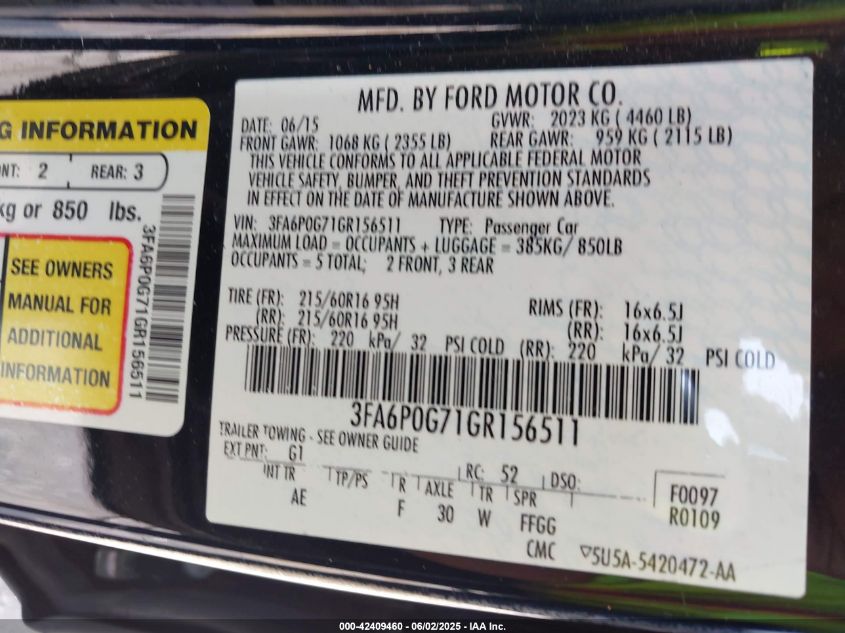 G INFORMATION
NT: 2 REAR: 3
kg or 850 lbs.
SEE OWNERS
MANUAL FOR
ADDITIONAL
INFORMATION
3FA6P0G71GR156511
MFD. BY FORD MOTOR CO.
DATE: 06/15 GVWR: 2023 KG ( 4460 LB)
FRONT GAWR: 1068 KG ( 2355 LB) REAR GAWR: 959 KG ( 2115 LB)
THIS VEHICLE CONFORMS TO ALL APPLICABLE FEDERAL MOTOR
VEHICLE SAFETY, BUMPER, AND THEFT PREVENTION STANDARDS
IN EFFECT ON THE DATE OF MANUFACTURE SHOWN ABOVE.
VIN: 3FA6P0G71GR156511 TYPE: Passenger Car
MAXIMUM LOAD = OCCUPANTS + LUGGAGE = 385KG/ 850LB
OCCUPANTS = 5 TOTAL; 2 FRONT, 3 REAR
TIRE (FR): 215/60R16 95H RIMS (FR): 16x6.5J
(RR): 215/60R16 95H (RR): 16x6.5J
PRESSURE (FR): 220 kPa/ 32 PSI COLD (RR): 220 kPa/ 32 PSI COLD
3FA6P0G71GR156511
TRAILER TOWING - SEE OWNER GUIDE
EXT PNT: G1 RC: 52 DSO:
INT TR TP/PS R AXLE TR SPR
AE F 30 W FFGG
CMC
F0097
R0109
5U5A-5420472-AA
000-42409460 - 06/02/2025 - IAA Inc.